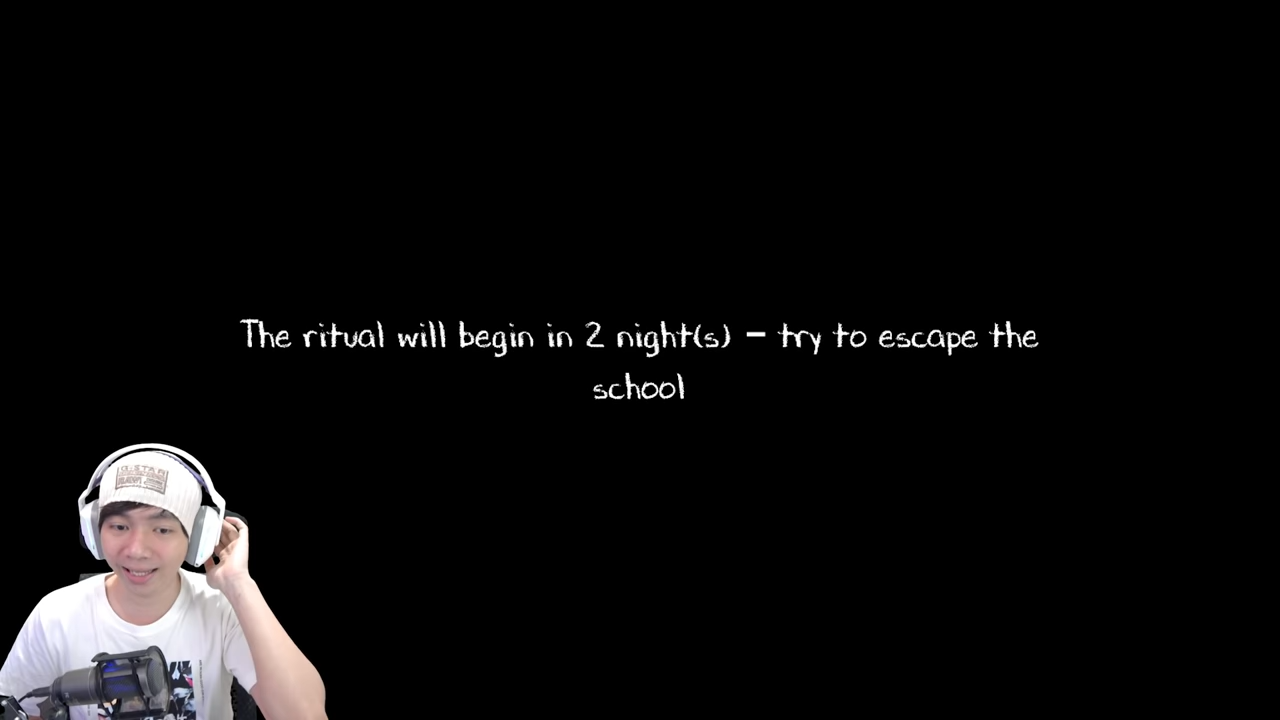 The ritual will begin in 2 night(s) - try to escape the
school
G-STAR